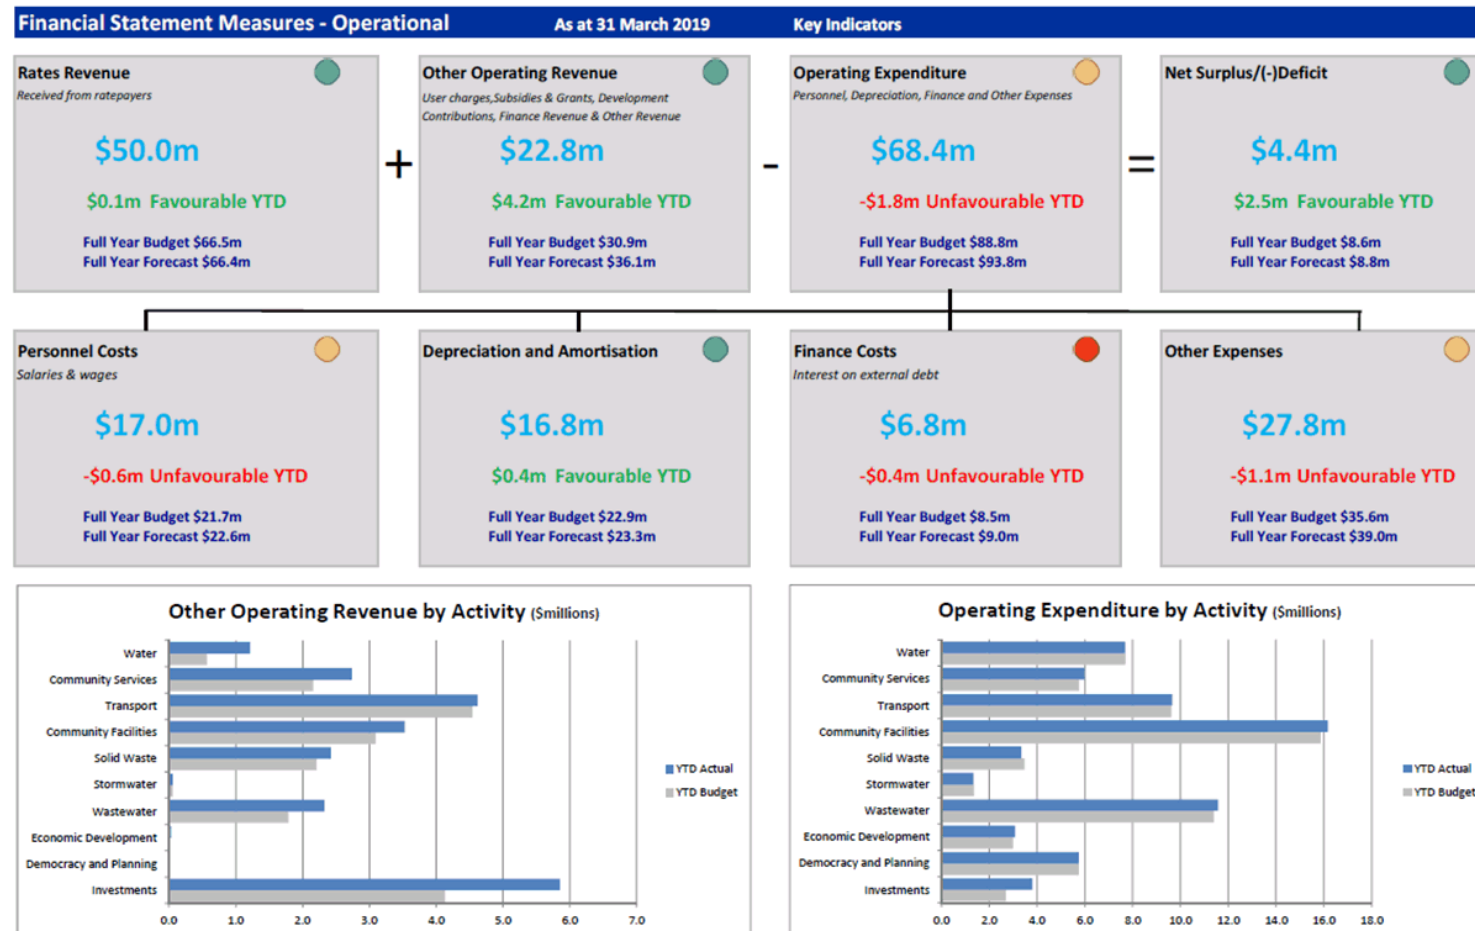 Financial Statement Measures - Operational As at 31 March 2019 Key Indicators
Rates Revenue
Received from ratepayers
$50.0m
$0.1m Favourable YTD
Full Year Budget $66.5m
Full Year Forecast $66.4m
+
Other Operating Revenue
User charges,Subsidies & Grants, Development
Contributions, Finance Revenue & Other Revenue
$22.8m
$4.2m Favourable YTD
Full Year Budget $30.9m
Full Year Forecast $36.1m
-
Operating Expenditure
Personnel, Depreciation, Finance and Other Expenses
$68.4m
-$1.8m Unfavourable YTD
Full Year Budget $88.8m
Full Year Forecast $93.8m
=
Net Surplus/(-)Deficit
$4.4m
$2.5m Favourable YTD
Full Year Budget $8.6m
Full Year Forecast $8.8m
Personnel Costs
Salaries & wages
$17.0m
-$0.6m Unfavourable YTD
Full Year Budget $21.7m
Full Year Forecast $22.6m
Depreciation and Amortisation
$16.8m
$0.4m Favourable YTD
Full Year Budget $22.9m
Full Year Forecast $23.3m
Finance Costs
Interest on external debt
$6.8m
-$0.4m Unfavourable YTD
Full Year Budget $8.5m
Full Year Forecast $9.0m
Other Expenses
$27.8m
-$1.1m Unfavourable YTD
Full Year Budget $35.6m
Full Year Forecast $39.0m
Other Operating Revenue by Activity ($millions)
Water
Community Services
Transport
Community Facilities
Solid Waste
Stormwater
Wastewater
Economic Development
Democracy and Planning
Investments
0.0 1.0 2.0 3.0 4.0 5.0 6.0 7.0
YTD Actual
YTD Budget
Operating Expenditure by Activity ($millions)
Water
Community Services
Transport
Community Facilities
Solid Waste
Stormwater
Wastewater
Economic Development
Democracy and Planning
Investments
0.0 2.0 4.0 6.0 8.0 10.0 12.0 14.0 16.0 18.0
YTD Actual
YTD Budget